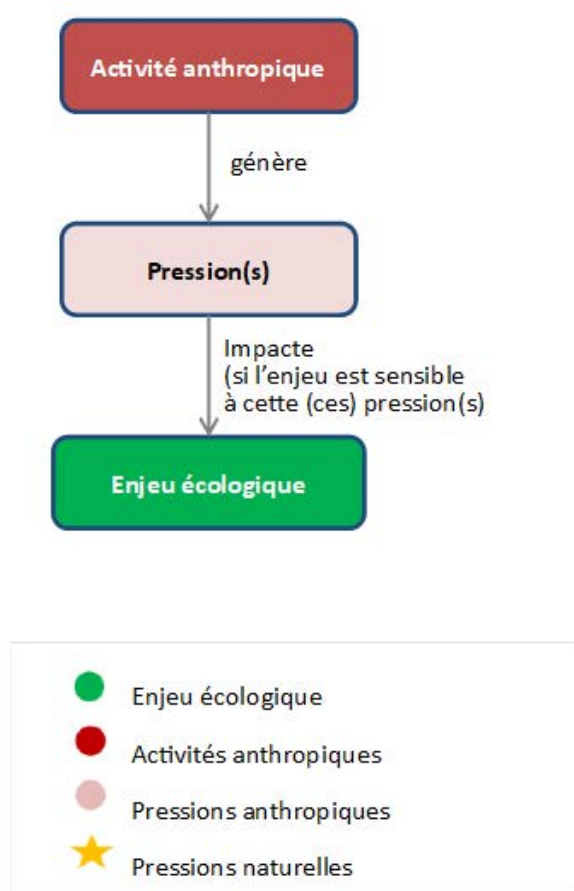 Activité anthropique
génère
Pression(s)
Impacte
(si l'enjeu est sensible
à cette (ces) pression(s)
Enjeu écologique
Enjeu écologique
Activités anthropiques
Pressions anthropiques
Pressions naturelles